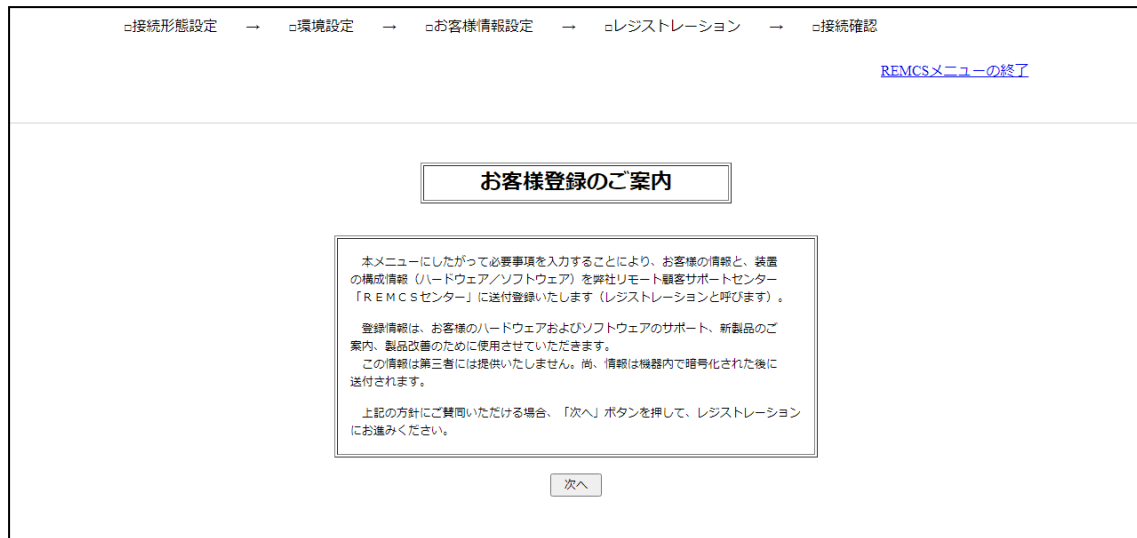 □接続形態設定 → □環境設定 → □お客様情報設定 → □レジストレーション → □接続確認
REMCSメニューの終了
お客様登録のご案内
本メニューにしたがって必要事項を入力することにより、お客様の情報と、装置
の構成情報（ハードウェア／ソフトウェア）を弊社リモート顧客サポートセンター
「ＲＥＭＣＳセンター」に送付登録いたします（レジストレーションと呼びます）。
登録情報は、お客様のハードウェアおよびソフトウェアのサポート、新製品のご
案内、製品改善のために使用させていただきます。
この情報は第三者には提供いたしません。尚、情報は機器内で暗号化された後に
送付されます。
上記の方針にご賛同いただける場合、「次へ」ボタンを押して、レジストレーション
にお進みください。
次へ